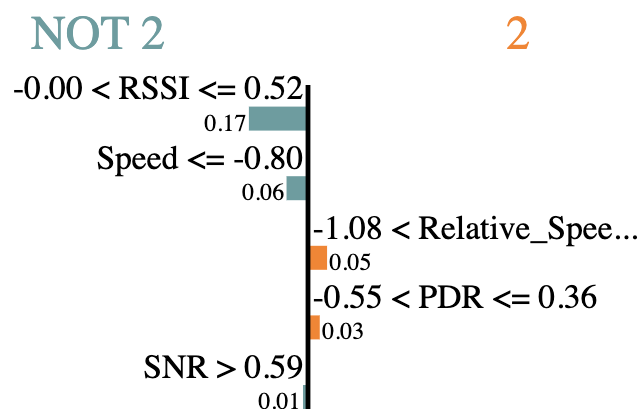 NOT 2
2
-0.00 < RSSI <= 0.52
0.17
Speed <= -0.80
0.06
-1.08 < Relative_Spee...
0.05
-0.55 < PDR <= 0.36
0.03
SNR > 0.59
0.01